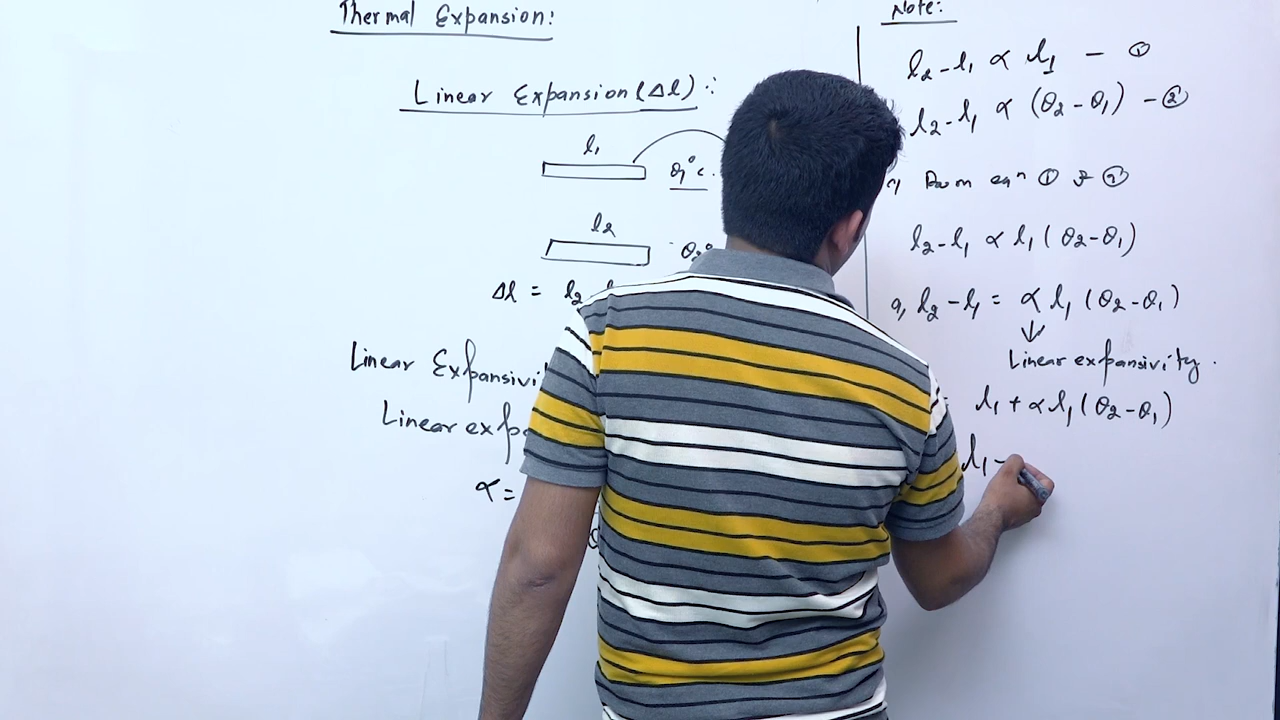 Thermal Expansion:
Linear Expansion (Δl):
l₁
θ₁°c.
l₂
θ₂°
Δl = l₂
Linear Expansivi
Linear exp
α =
Note:
l₂ - l₁ ∝ l₁ — ①
l₂ - l₁ ∝ (θ₂ - θ₁) - ②
eqⁿ ① & ②
l₂ - l₁ ∝ l₁ (θ₂ - θ₁)
a, l₂ - l₁ = α l₁ (θ₂ - θ₁)
↓
Linear expansivity.
= l₁ + α l₁ (θ₂ - θ₁)
l₁ -